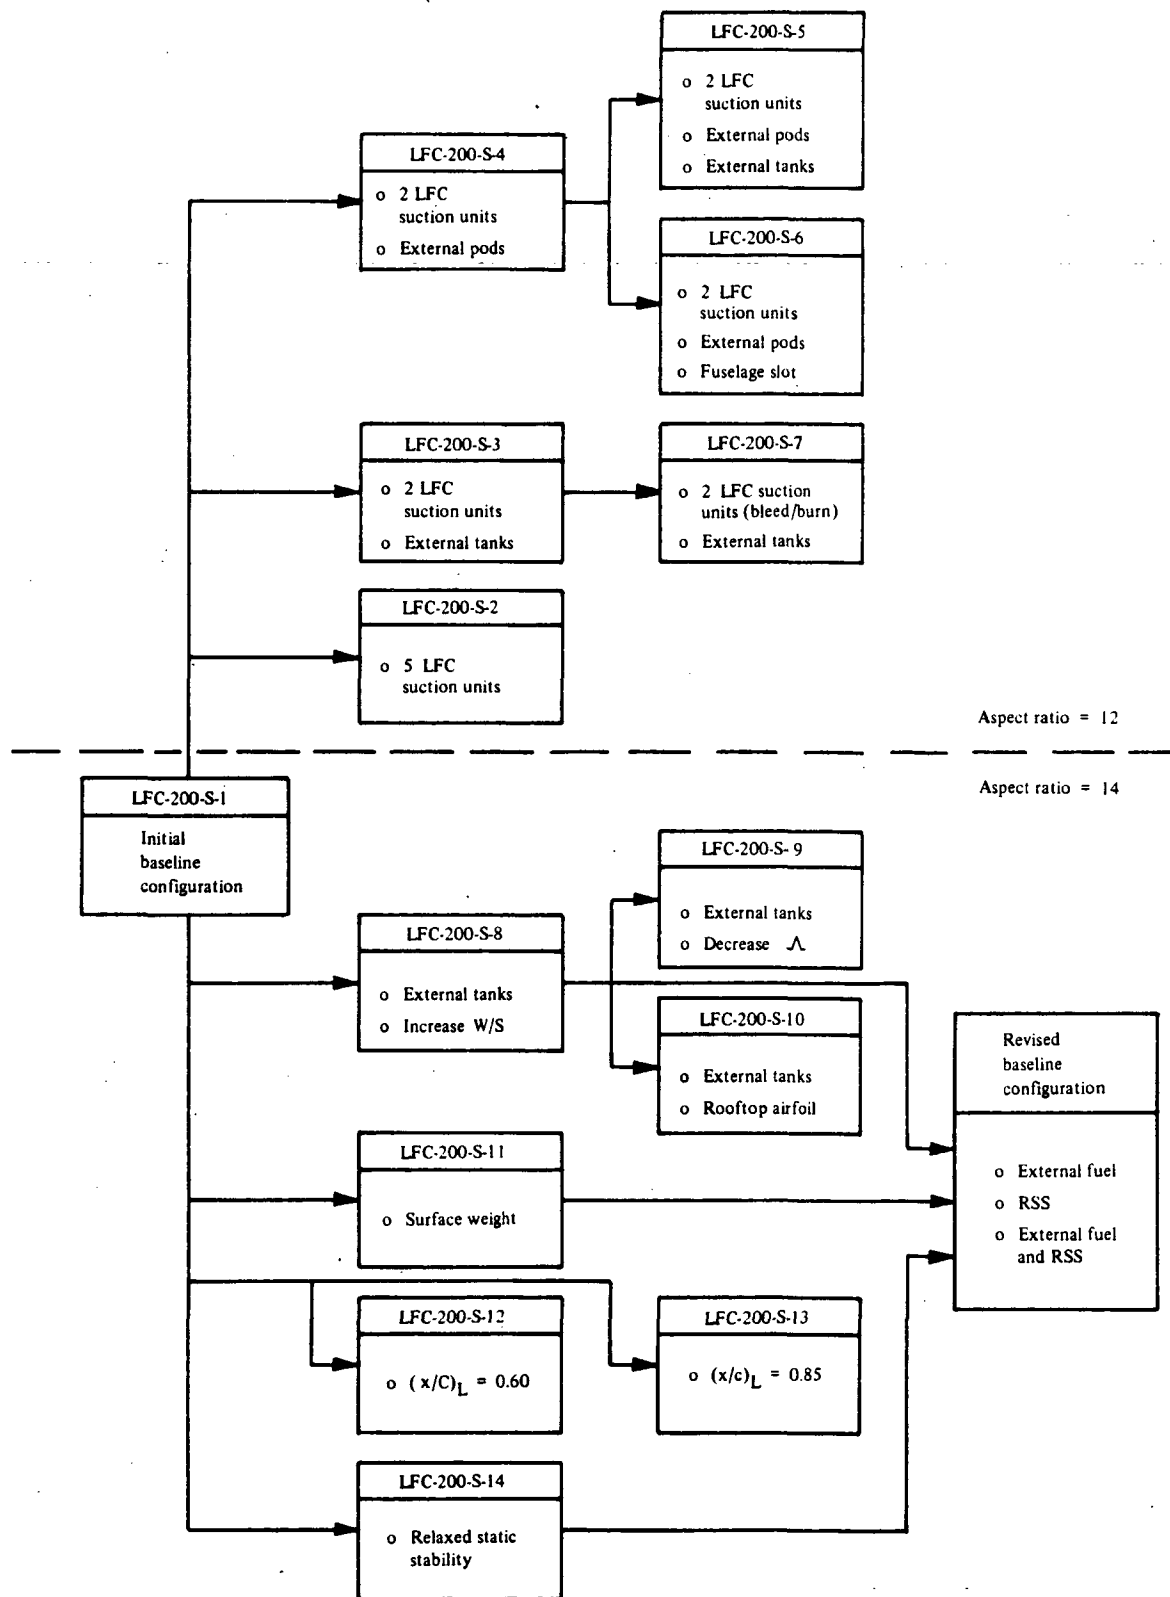 LFC-200-S-5
o 2 LFC
suction units
o External pods
o External tanks
LFC-200-S-4
o 2 LFC
suction units
o External pods
LFC-200-S-6
o 2 LFC
suction units
o External pods
o Fuselage slot
LFC-200-S-3
o 2 LFC
suction units
o External tanks
LFC-200-S-7
o 2 LFC suction
units (bleed/burn)
o External tanks
LFC-200-S-2
o 5 LFC
suction units
Aspect ratio = 12
Aspect ratio = 14
LFC-200-S-1
Initial
baseline
configuration
LFC-200-S-9
o External tanks
o Decrease Λ
LFC-200-S-8
o External tanks
o Increase W/S
LFC-200-S-10
o External tanks
o Rooftop airfoil
Revised
baseline
configuration
o External fuel
o RSS
o External fuel
and RSS
LFC-200-S-11
o Surface weight
LFC-200-S-12
o (x/C)L = 0.60
LFC-200-S-13
o (x/c)L = 0.85
LFC-200-S-14
o Relaxed static
stability